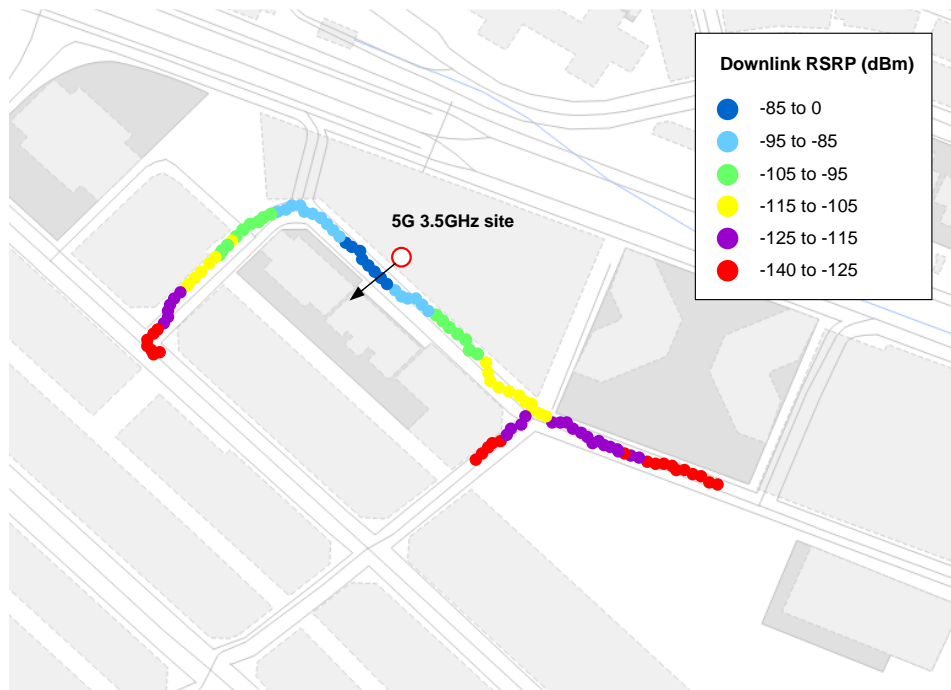 Downlink RSRP (dBm)
-85 to 0
-95 to -85
-105 to -95
-115 to -105
-125 to -115
-140 to -125
5G 3.5GHz site